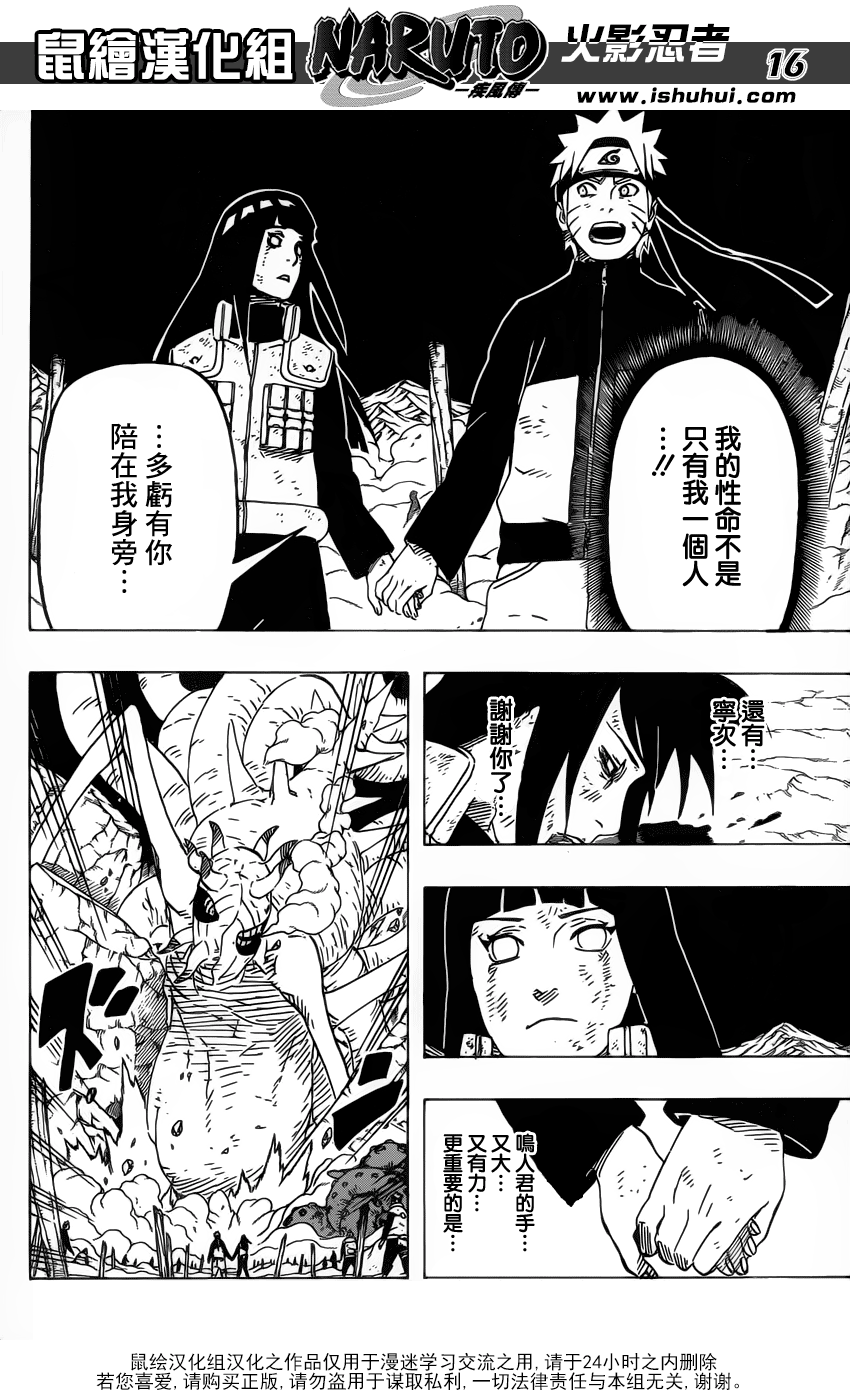 鼠繪漢化組
NARUTO
-疾風傳-
火影忍者
16
www.ishuhui.com
我的性命不是
只有我一個人
…!!
…多虧有你
陪在我身旁…
還有…
寧次…
謝謝你了…
鳴人君的手…
又大…
又有力…
更重要的是…
ズズ
鼠绘汉化组汉化之作品仅用于漫迷学习交流之用,请于24小时之内删除
若您喜爱,请购买正版,请勿盗用于谋取私利,一切法律责任与本组无关,谢谢。